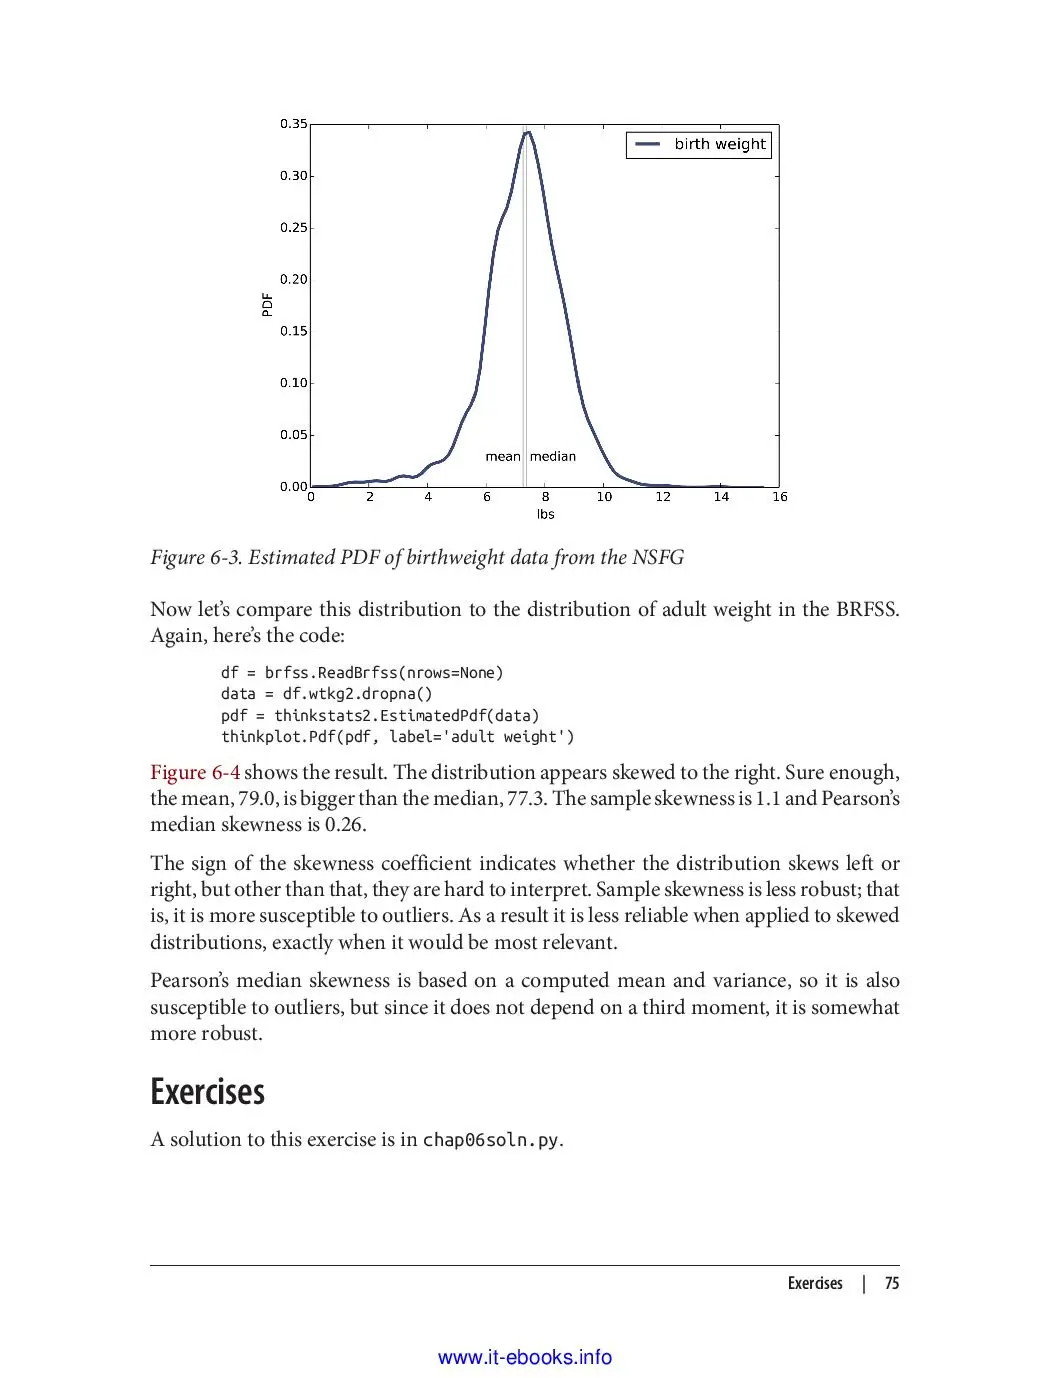 0.35
0.30
0.25
0.20
0.15
0.10
0.05
0.00
PDF
birth weight
mean median
0 2 4 6 8 10 12 14 16
lbs
Figure 6-3. Estimated PDF of birthweight data from the NSFG
Now let’s compare this distribution to the distribution of adult weight in the BRFSS.
Again, here’s the code:
df = brfss.ReadBrfss(nrows=None)
data = df.wtkg2.dropna()
pdf = thinkstats2.EstimatedPdf(data)
thinkplot.Pdf(pdf, label='adult weight')
Figure 6-4 shows the result. The distribution appears skewed to the right. Sure enough,
the mean, 79.0, is bigger than the median, 77.3. The sample skewness is 1.1 and Pearson’s
median skewness is 0.26.
The sign of the skewness coefficient indicates whether the distribution skews left or
right, but other than that, they are hard to interpret. Sample skewness is less robust; that
is, it is more susceptible to outliers. As a result it is less reliable when applied to skewed
distributions, exactly when it would be most relevant.
Pearson’s median skewness is based on a computed mean and variance, so it is also
susceptible to outliers, but since it does not depend on a third moment, it is somewhat
more robust.
Exercises
A solution to this exercise is in chap06soln.py.
Exercises | 75
www.it-ebooks.info